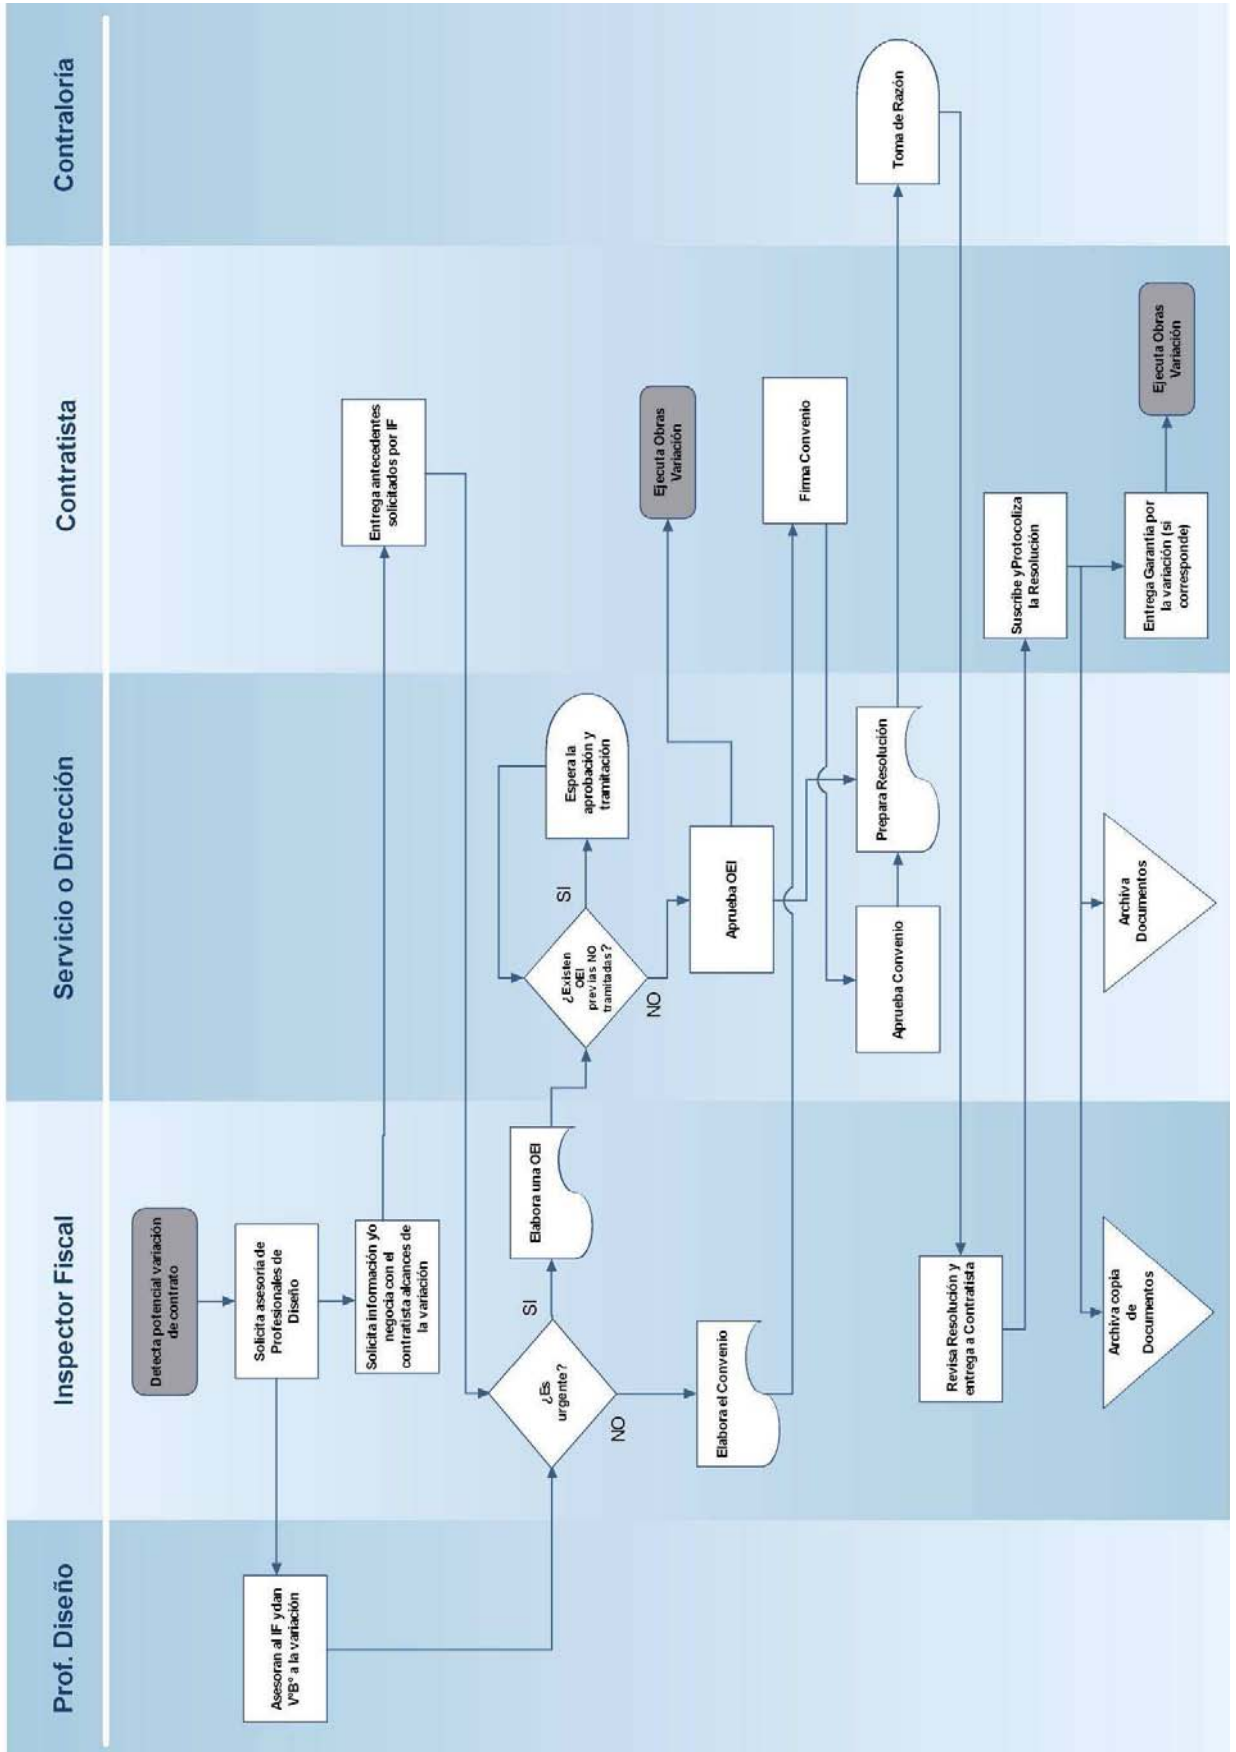 Prof. Diseño
Inspector Fiscal
Servicio o Dirección
Contratista
Contraloría
Detecta potencial variación
de contrato
Solicita asesoria de
Profesionales de
Diseño
Asesoran al IF y dan
VºBº a la variación
Solicita información y/o
negocia con el
contratista alcances de
la variación
Entrega antecedentes
solicitados por IF
¿Es
urgente?
SI
NO
Elabora una OEI
¿Existen
OEI
previas NO
tramitadas?
SI
NO
Espera la
aprobación y
tramitación
Ejecuta Obras
Variación
Elabora el Convenio
Aprueba OEI
Firma Convenio
Aprueba Convenio
Prepara Resolución
Toma de Razón
Revisa Resolución y
entrega a Contratista
Suscribe y Protocoliza
la Resolución
Archiva copia
de
Documentos
Archiva
Documentos
Entrega Garantia por
la variación (si
corresponde)
Ejecuta Obras
Variación